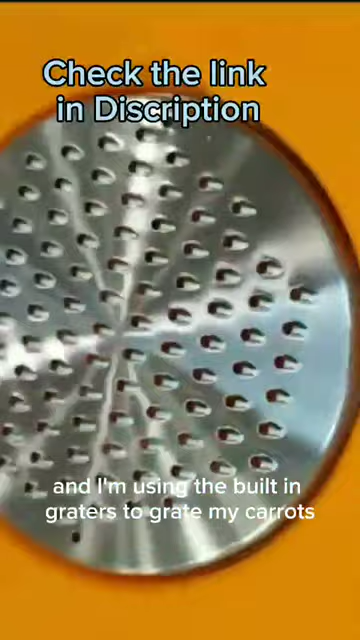 Check the link
in Discription
and I'm using the built in
graters to grate my carrots